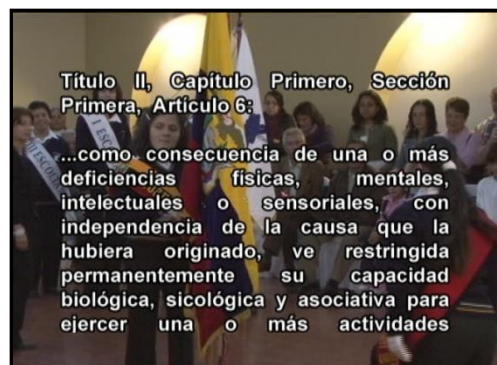 Título II, Capítulo Primero, Sección
Primera, Artículo 6:
...como consecuencia de una o más
deficiencias físicas, mentales,
intelectuales o sensoriales, con
independencia de la causa que la
hubiera originado, ve restringida
permanentemente su capacidad
biológica, sicológica y asociativa para
ejercer una o más actividades